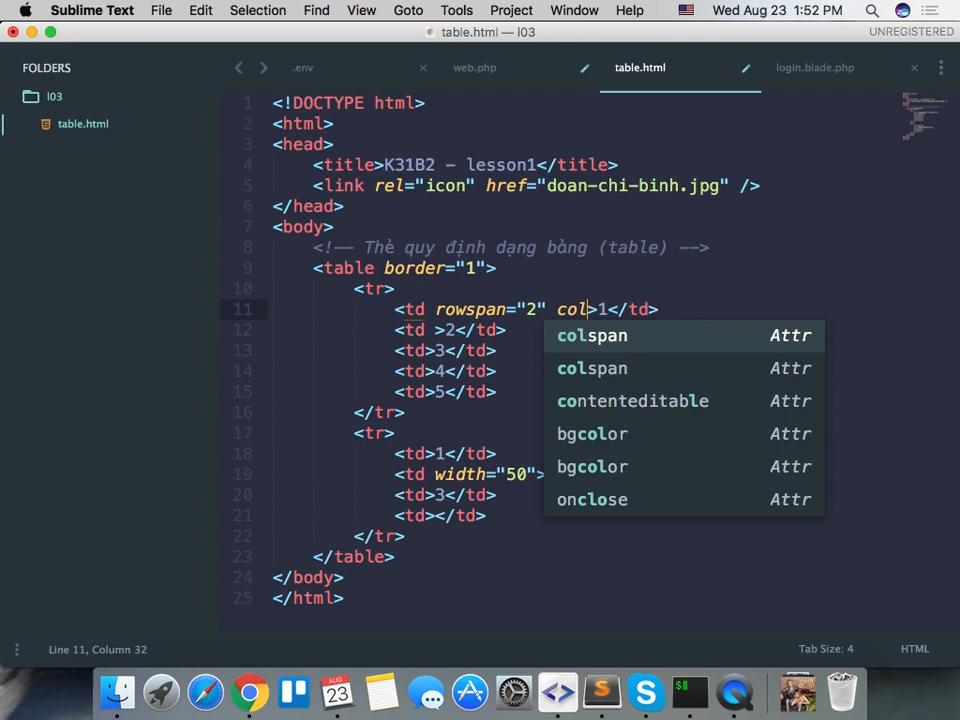 Sublime Text File Edit Selection Find View Goto Tools Project Window Help Wed Aug 23 1:52 PM
table.html — l03 UNREGISTERED
FOLDERS
l03
table.html
.env web.php table.html login.blade.php
1 <!DOCTYPE html>
2 <html>
3 <head>
4 <title>K31B2 - lesson1</title>
5 <link rel="icon" href="doan-chi-binh.jpg" />
6 </head>
7 <body>
8 <!-- Thẻ quy định dạng bảng (table) -->
9 <table border="1">
10 <tr>
11 <td rowspan="2" col>1</td>
12 <td >2</td>
13 <td>3</td>
14 <td>4</td>
15 <td>5</td>
16 </tr>
17 <tr>
18 <td>1</td>
19 <td width="50">
20 <td>3</td>
21 <td></td>
22 </tr>
23 </table>
24 </body>
25 </html>
colspan Attr
colspan Attr
contenteditable Attr
bgcolor Attr
bgcolor Attr
onclose Attr
Line 11, Column 32 Tab Size: 4 HTML
AUG
23
$